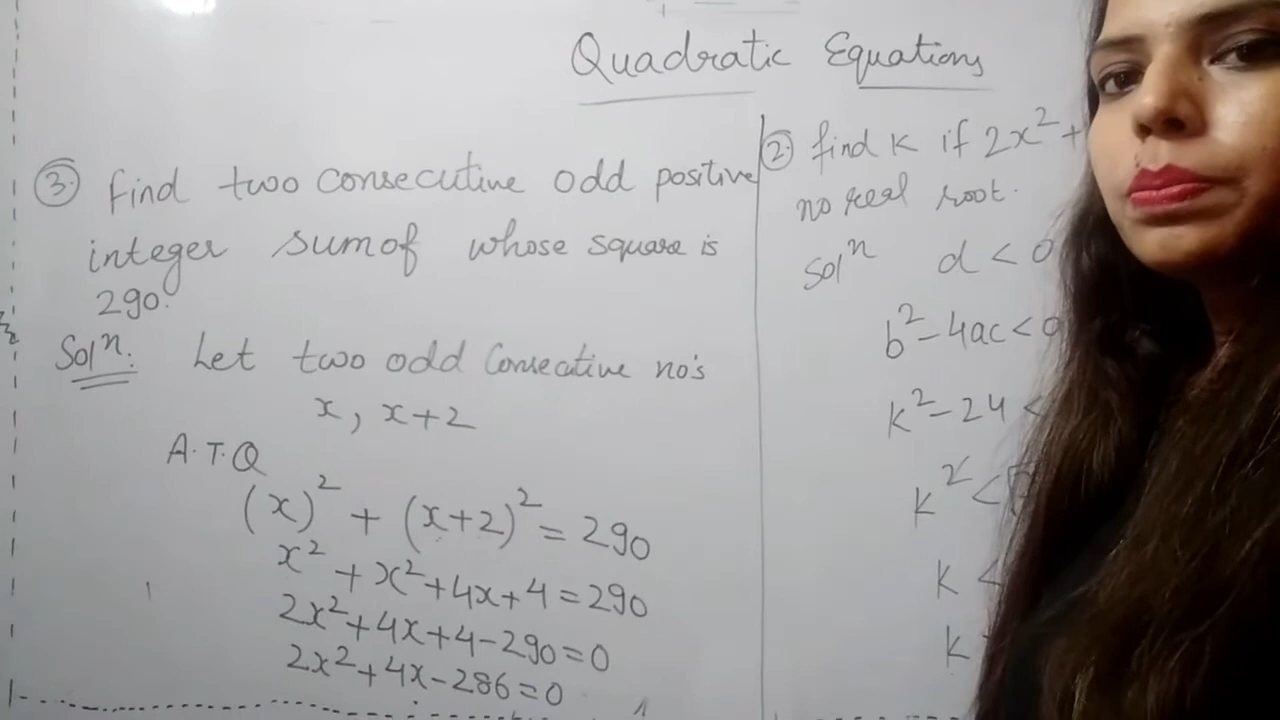 Quadratic Equations
③. Find two consecutive odd positive
integer sum of whose square is
290.
Solⁿ. Let two odd Consecative no's
x, x+2
A.T.Q
(x)² + (x+2)² = 290
x² + x² + 4x + 4 = 290
2x² + 4x + 4 - 290 = 0
2x² + 4x - 286 = 0
②. find K if 2x² +
no real root.
Solⁿ d < 0
b² - 4ac < 0
K² - 24 <
K² <
K <
K